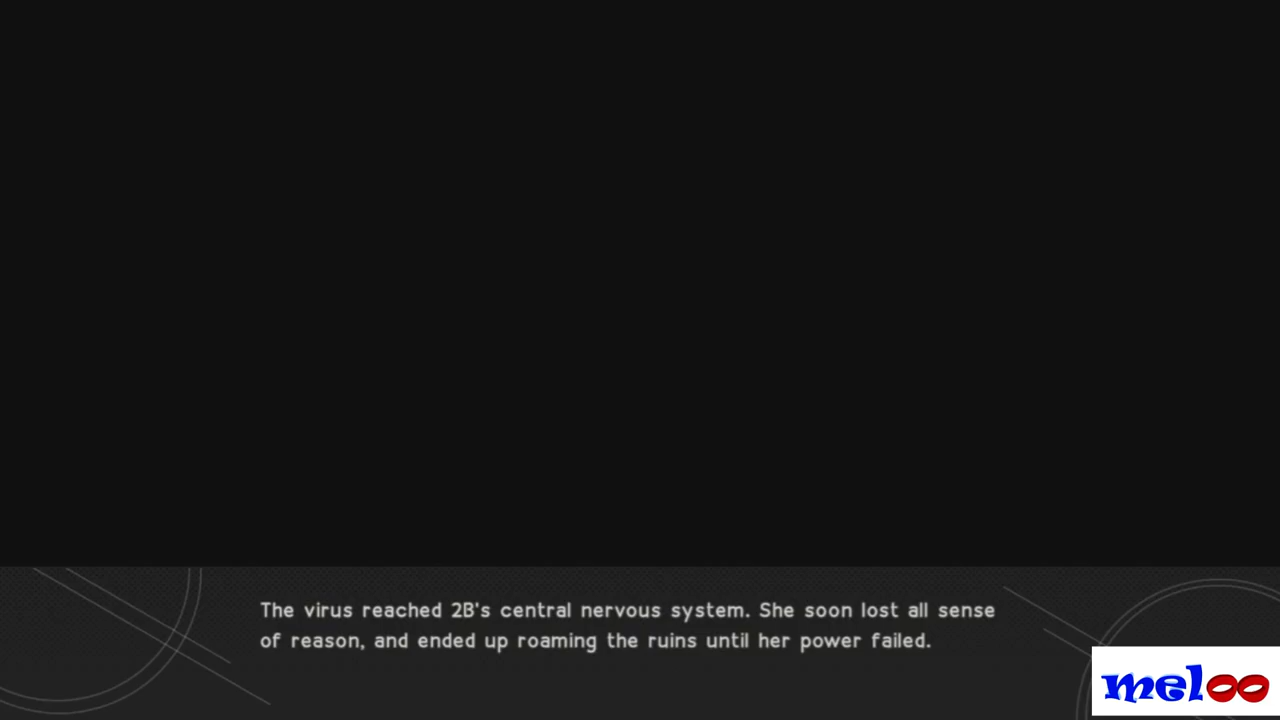 The virus reached 2B's central nervous system. She soon lost all sense
of reason, and ended up roaming the ruins until her power failed.
meloo